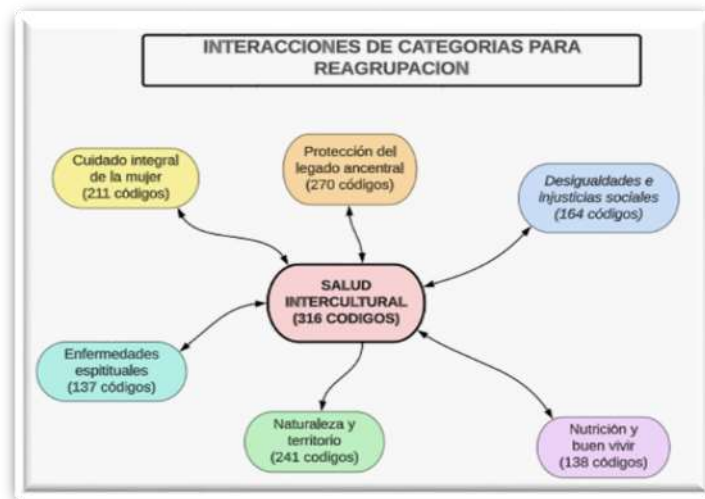 INTERACCIONES DE CATEGORIAS PARA
REAGRUPACION
Cuidado integral
de la mujer
(211 códigos)
Protección del
legado ancentral
(270 códigos)
Desigualdades e
injusticias sociales
(164 códigos)
SALUD
INTERCULTURAL
(316 CODIGOS)
Enfermedades
espitituales
(137 códigos)
Naturaleza y
territorio
(241 codigos)
Nutrición y
buen vivir
(138 códigos)